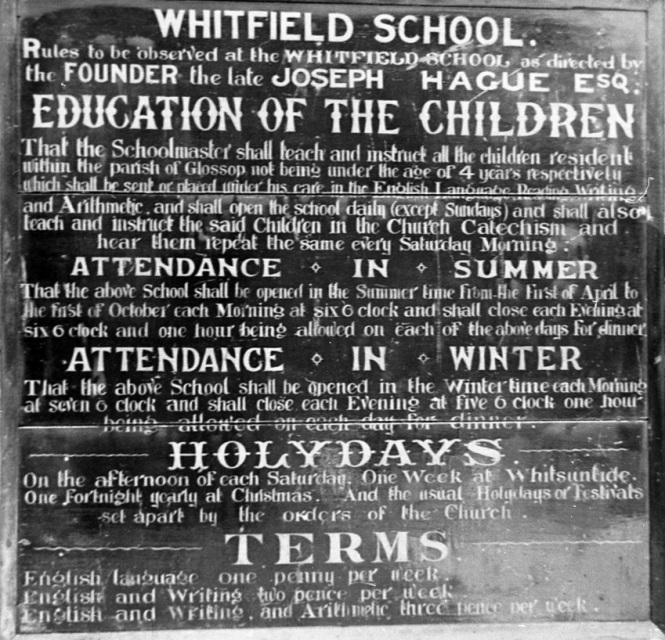 WHITFIELD SCHOOL.
Rules to be observed at the WHITFIELD-SCHOOL as directed by
the FOUNDER the late JOSEPH HAGUE ESQ.
EDUCATION OF THE CHILDREN
That the Schoolmaster shall teach and instruct all the children resident
within the parish of Glossop not being under the age of 4 years respectively
which shall be sent or placed under his care in the English Language Reading Writing
and Arithmetic, and shall open the school daily (except Sundays) and shall also
teach and instruct the said Children in the Church Catechism and
hear them repeat the same every Saturday Morning:
ATTENDANCE ⋄ IN ⋄ SUMMER
That the above School shall be opened in the Summer time from the first of April to
the first of October each Morning at six o clock and shall close each Evening at
six o clock and one hour being allowed on each of the above days for dinner
ATTENDANCE ⋄ IN ⋄ WINTER
That the above School shall be opened in the Winter time each Morning
at seven o clock and shall close each Evening at five o clock one hour
being allowed on each day for dinner.
HOLYDAYS.
On the afternoon of each Saturday. One Week at Whitsuntide.
One fortnight yearly at Christmas. And the usual Holydays or Festivals
set apart by the orders of the Church.
TERMS
English language one penny per week.
English and Writing two pence per week.
English and Writing, and Arithmetic three pence per week.